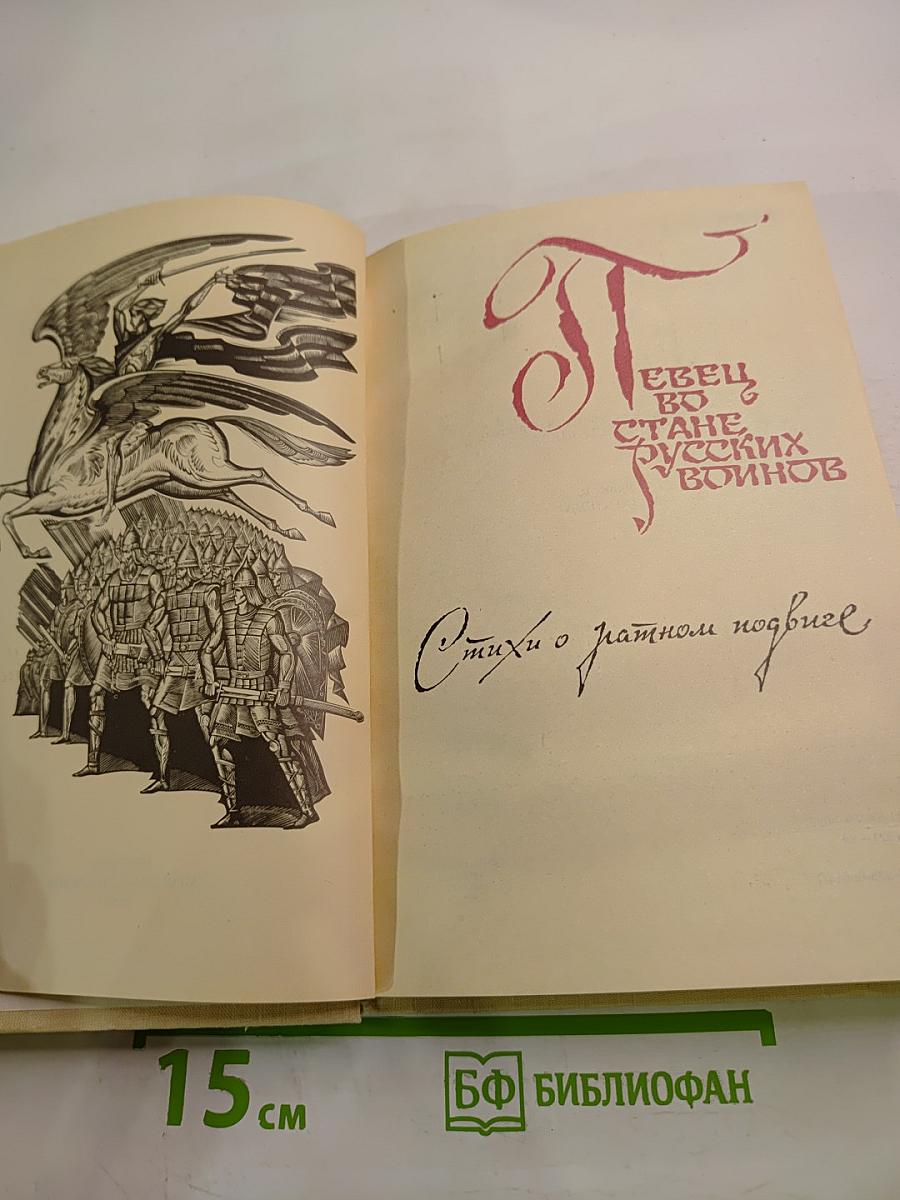 ПЕВЕЦ
ВО
СТАНЕ
РУССКИХ
ВОИНОВ
Стихи о ратном подвиге
15 см
БФ БИБЛИОФАН